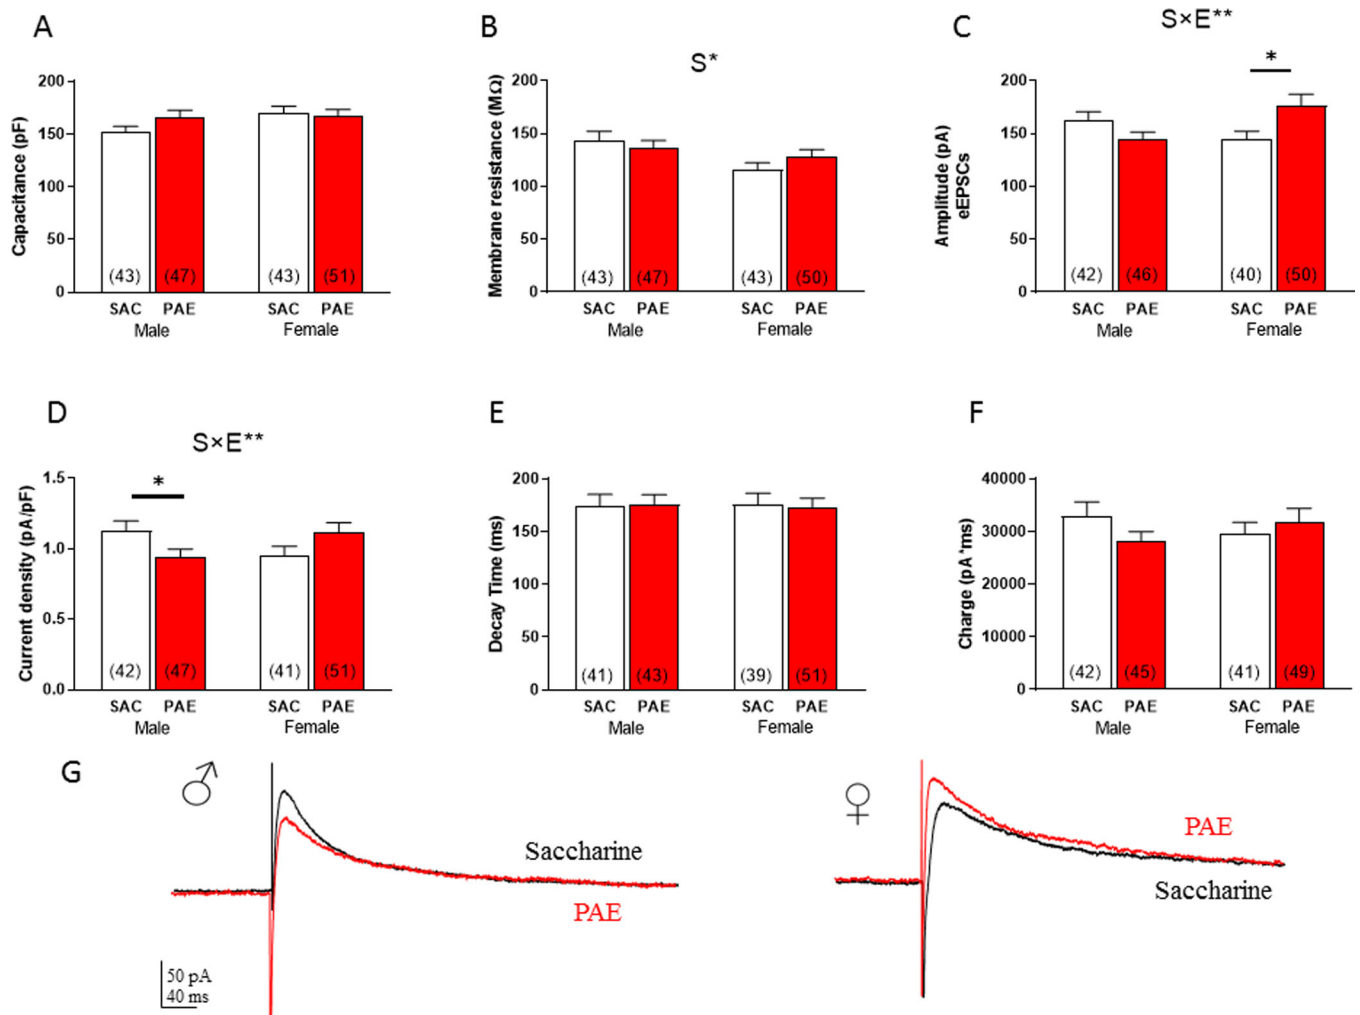 A
200
150
100
50
0
Capacitance (pF)
(43) (47) (43) (51)
SAC PAE SAC PAE
Male Female
B
S*
200
150
100
50
0
Membrane resistance (MΩ)
(43) (47) (43) (50)
SAC PAE SAC PAE
Male Female
C
S×E**
*
200
150
100
50
0
Amplitude (pA)
eEPSCs
(42) (46) (40) (50)
SAC PAE SAC PAE
Male Female
D
S×E**
*
1.5
1.0
0.5
0.0
Current density (pA/pF)
(42) (47) (41) (51)
SAC PAE SAC PAE
Male Female
E
200
150
100
50
0
Decay Time (ms)
(41) (43) (39) (51)
SAC PAE SAC PAE
Male Female
F
40000
30000
20000
10000
0
Charge (pA *ms)
(42) (45) (41) (49)
SAC PAE SAC PAE
Male Female
G
♂
Saccharine
PAE
50 pA
40 ms
♀
PAE
Saccharine